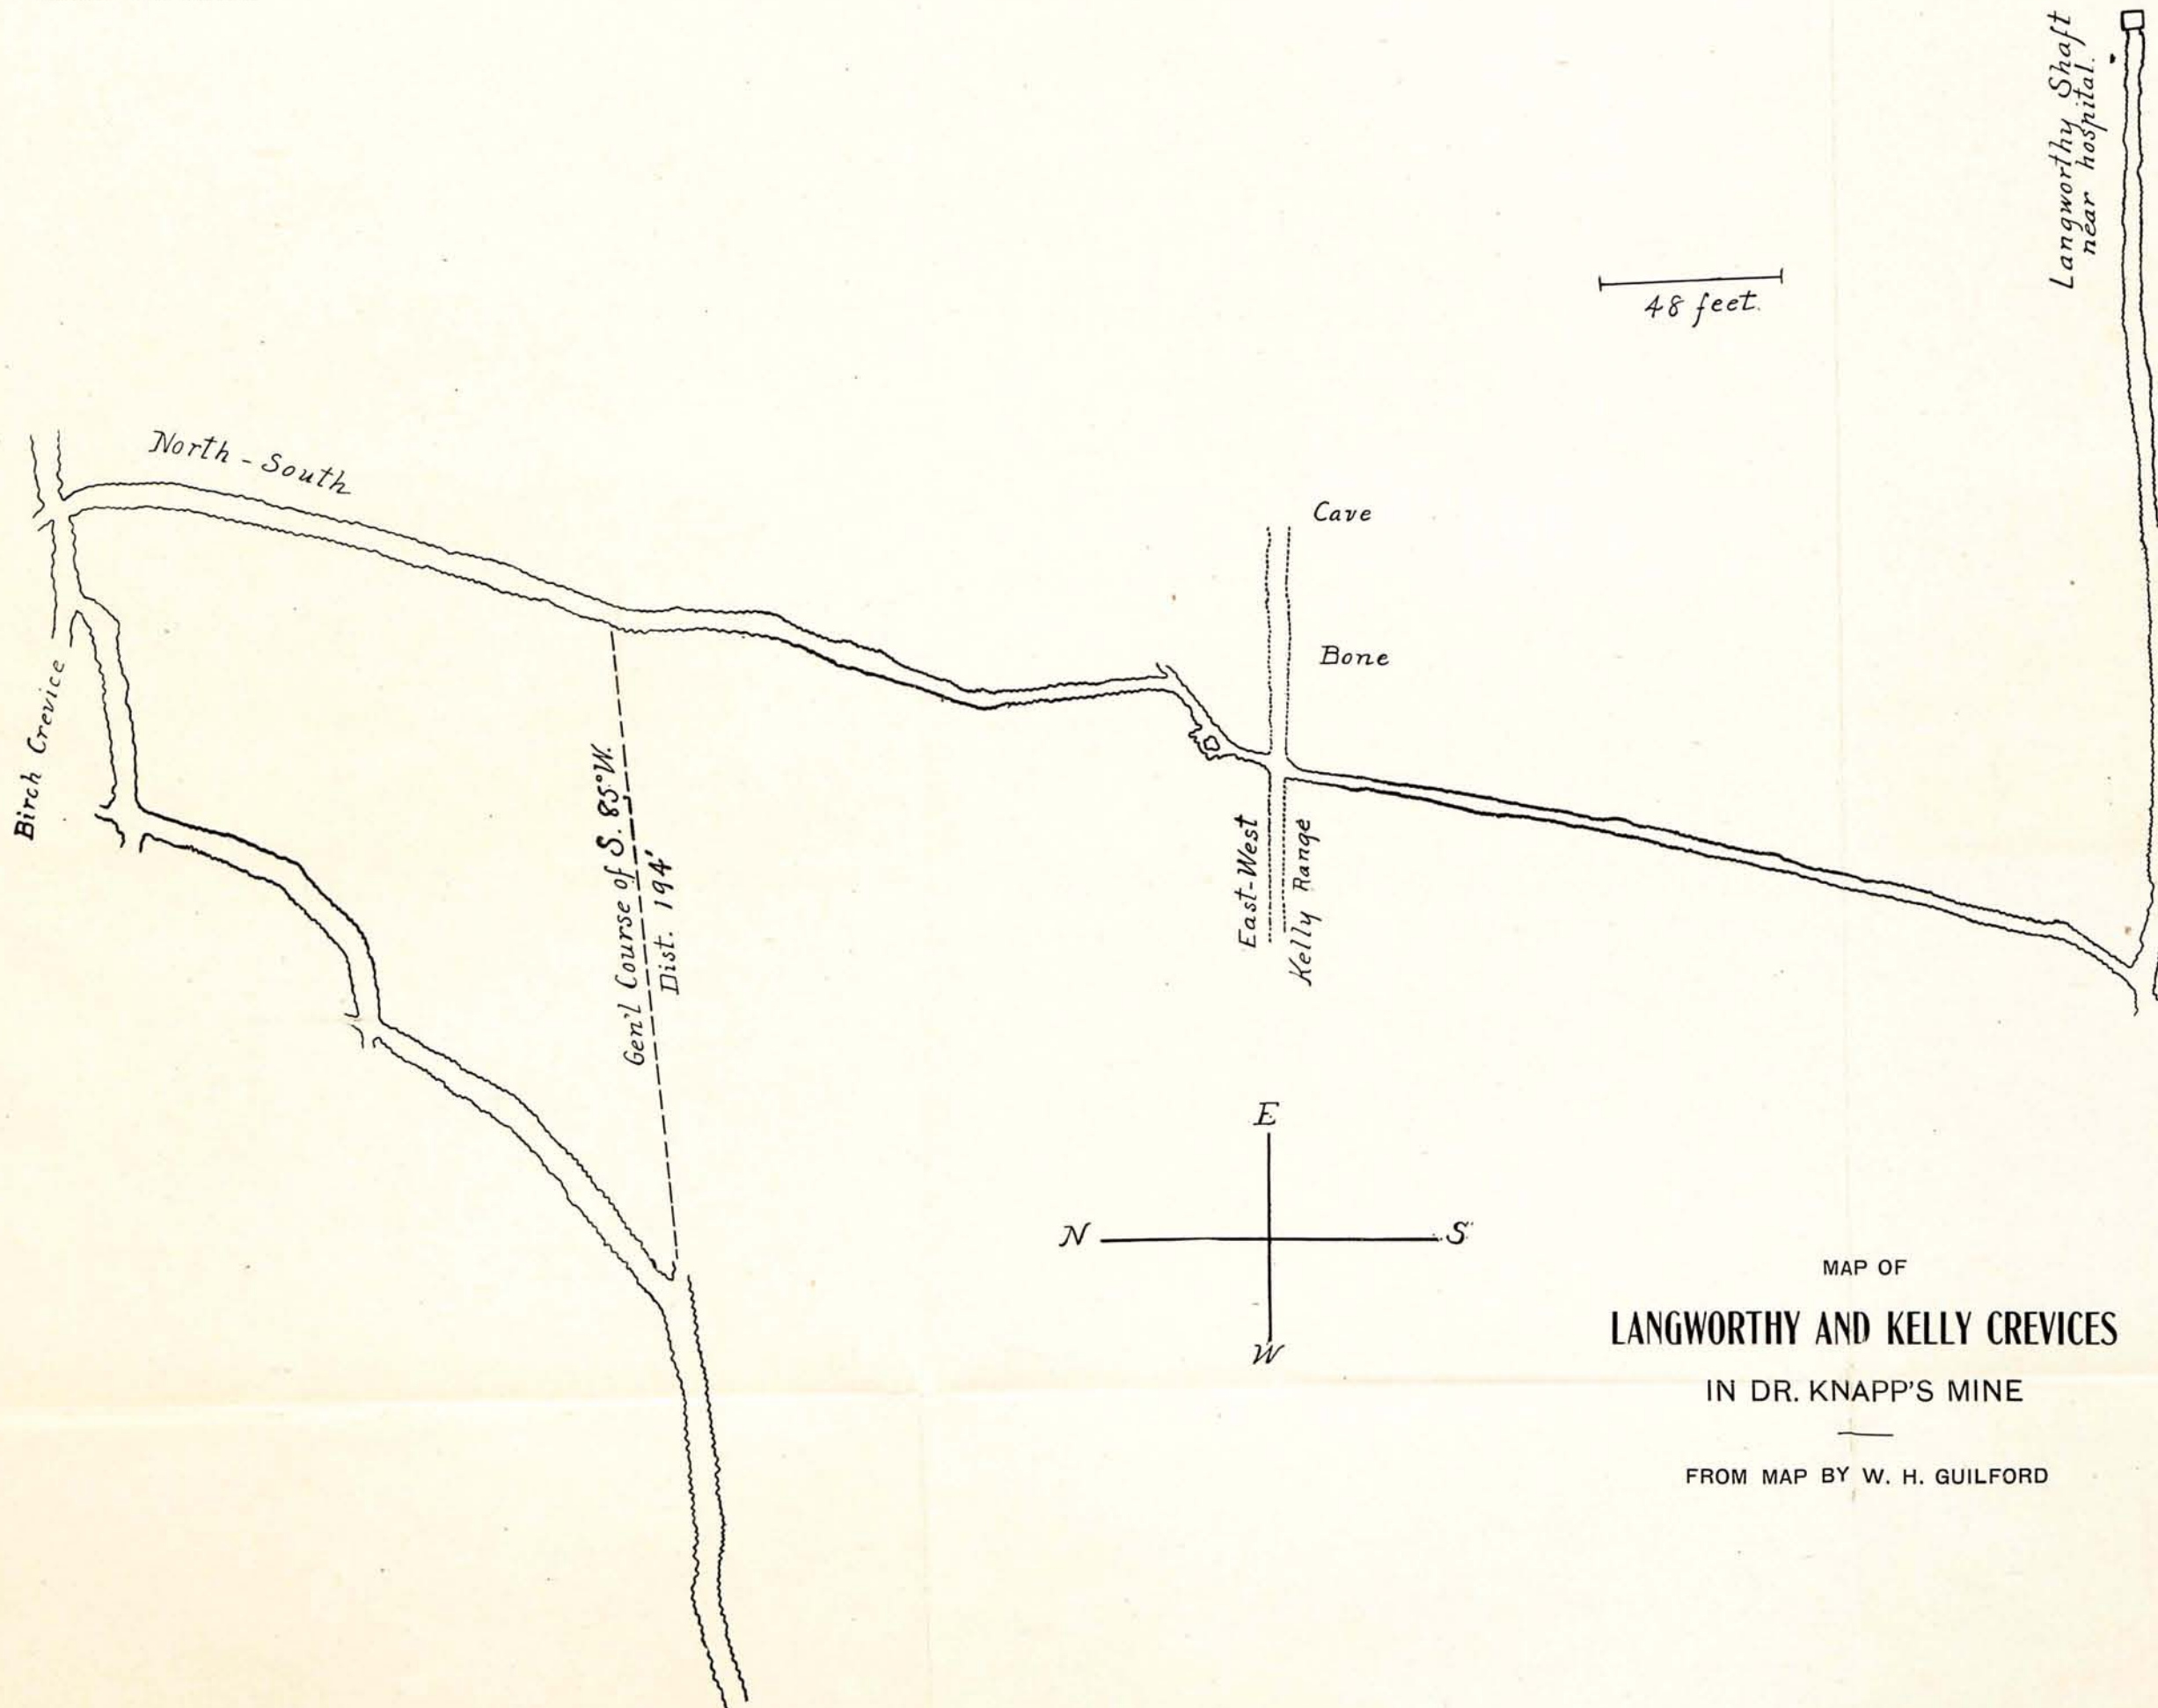 Langworthy Shaft
near hospital.
48 feet.
North - South
Cave
Bone
Birch Crevice
Gen'l Course of S. 85°W.
Dist. 194'
East-West
Kelly Range
E
N
S
W
MAP OF
LANGWORTHY AND KELLY CREVICES
IN DR. KNAPP'S MINE
FROM MAP BY W. H. GUILFORD